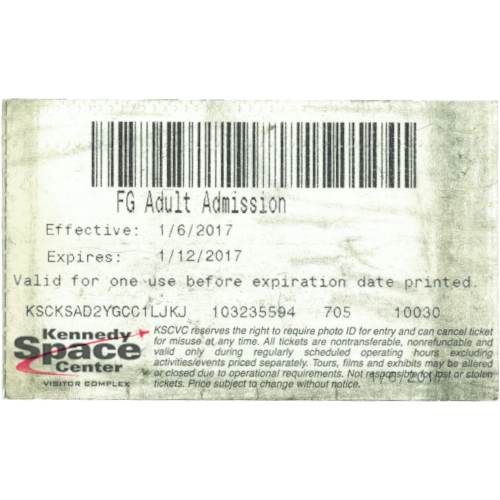 FG Adult Admission
Effective: 1/6/2017
Expires: 1/12/2017
Valid for one use before expiration date printed.
KSCKSAD2YGCC1LJKJ 103235594 705 10030
Kennedy
Space
Center
VISITOR COMPLEX
KSCVC reserves the right to require photo ID for entry and can cancel ticket
for misuse at any time. All tickets are nontransferable, nonrefundable and
valid only during regularly scheduled operating hours excluding
activities/events priced separately. Tours, films and exhibits may be altered
or closed due to operational requirements. Not responsible for lost or stolen
tickets. Price subject to change without notice.